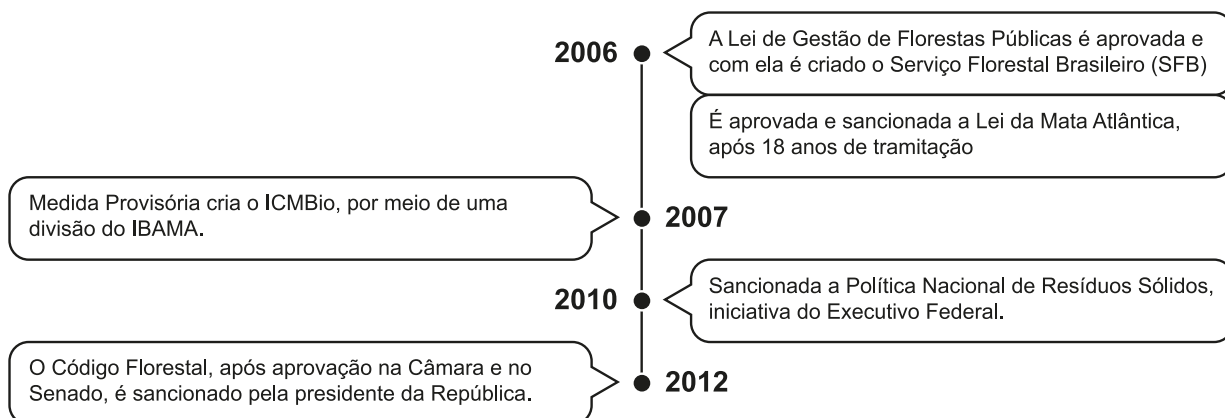 2006
A Lei de Gestão de Florestas Públicas é aprovada e
com ela é criado o Serviço Florestal Brasileiro (SFB)
É aprovada e sancionada a Lei da Mata Atlântica,
após 18 anos de tramitação
Medida Provisória cria o ICMBio, por meio de uma
divisão do IBAMA.
2007
2010
Sancionada a Política Nacional de Resíduos Sólidos,
iniciativa do Executivo Federal.
O Código Florestal, após aprovação na Câmara e no
Senado, é sancionado pela presidente da República.
2012